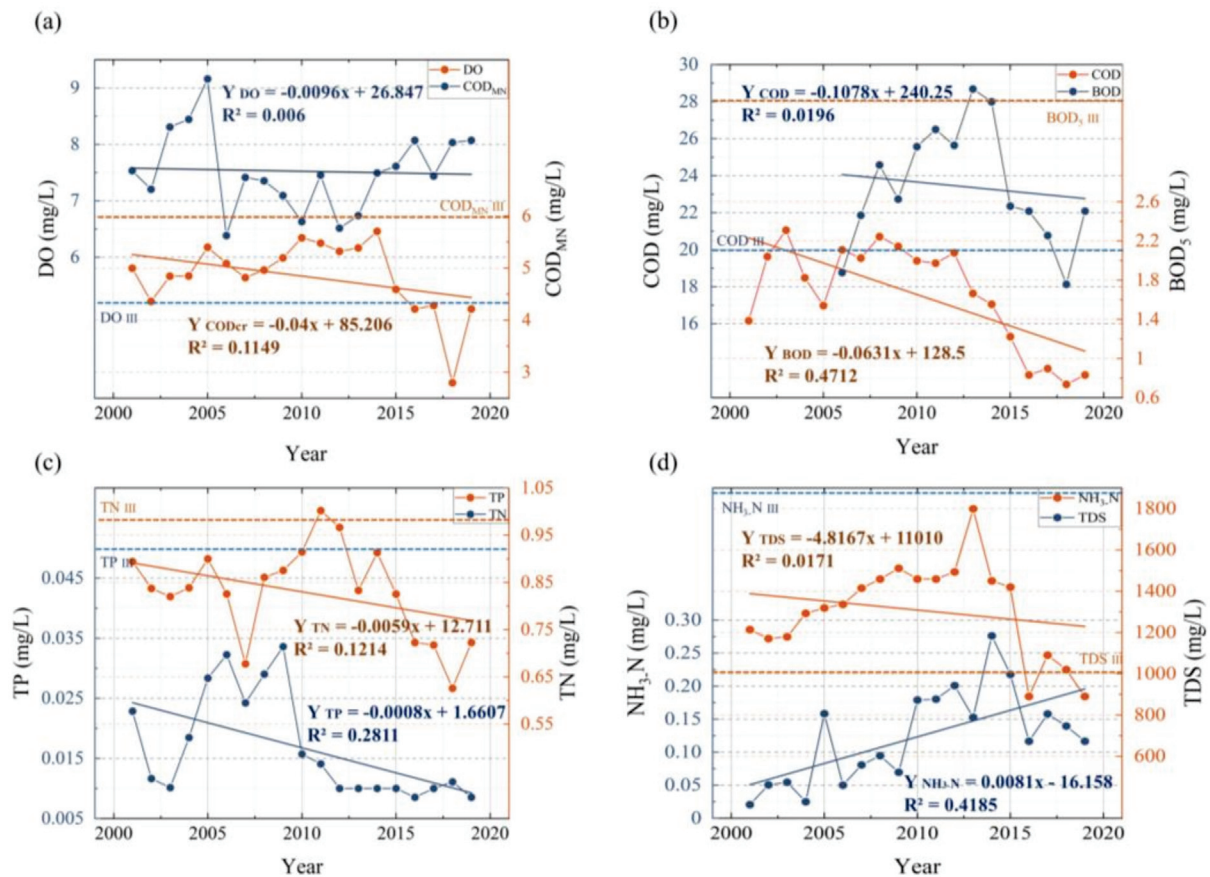 (a)
DO
COD_MN
Y DO = -0.0096x + 26.847
R² = 0.006
COD_MN III
DO III
Y CODcr = -0.04x + 85.206
R² = 0.1149
9
8
7
6
6
5
4
3
DO (mg/L)
COD_MN (mg/L)
2000 2005 2010 2015 2020
Year
(b)
COD
BOD
Y COD = -0.1078x + 240.25
R² = 0.0196
BOD₅ III
COD III
Y BOD = -0.0631x + 128.5
R² = 0.4712
30
28
26
24
22
20
18
16
2.6
2.2
1.8
1.4
1
0.6
COD (mg/L)
BOD₅ (mg/L)
2000 2005 2010 2015 2020
Year
(c)
TP
TN
TN III
TP III
Y TN = -0.0059x + 12.711
R² = 0.1214
Y TP = -0.0008x + 1.6607
R² = 0.2811
0.045
0.035
0.025
0.015
0.005
1.05
0.95
0.85
0.75
0.65
0.55
TP (mg/L)
TN (mg/L)
2000 2005 2010 2015 2020
Year
(d)
NH₃-N
TDS
NH₃-N III
Y TDS = -4.8167x + 11010
R² = 0.0171
TDS III
Y NH₃-N = 0.0081x - 16.158
R² = 0.4185
0.30
0.25
0.20
0.15
0.10
0.05
0
1800
1600
1400
1200
1000
800
600
NH₃-N (mg/L)
TDS (mg/L)
2000 2005 2010 2015 2020
Year